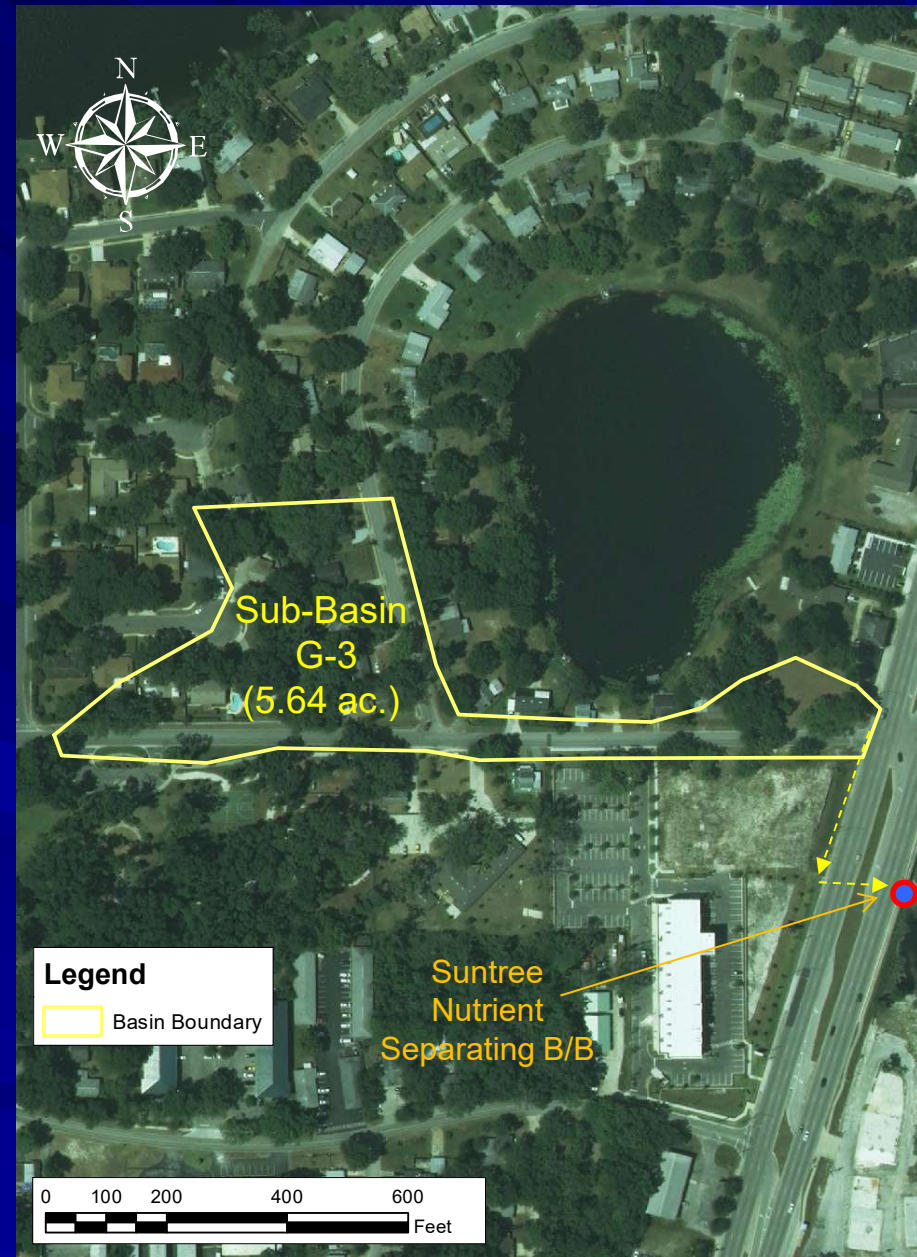 N
W E
S
Sub-Basin
G-3
(5.64 ac.)
Suntree
Nutrient
Separating B/B
Legend
Basin Boundary
0 100 200 400 600
Feet